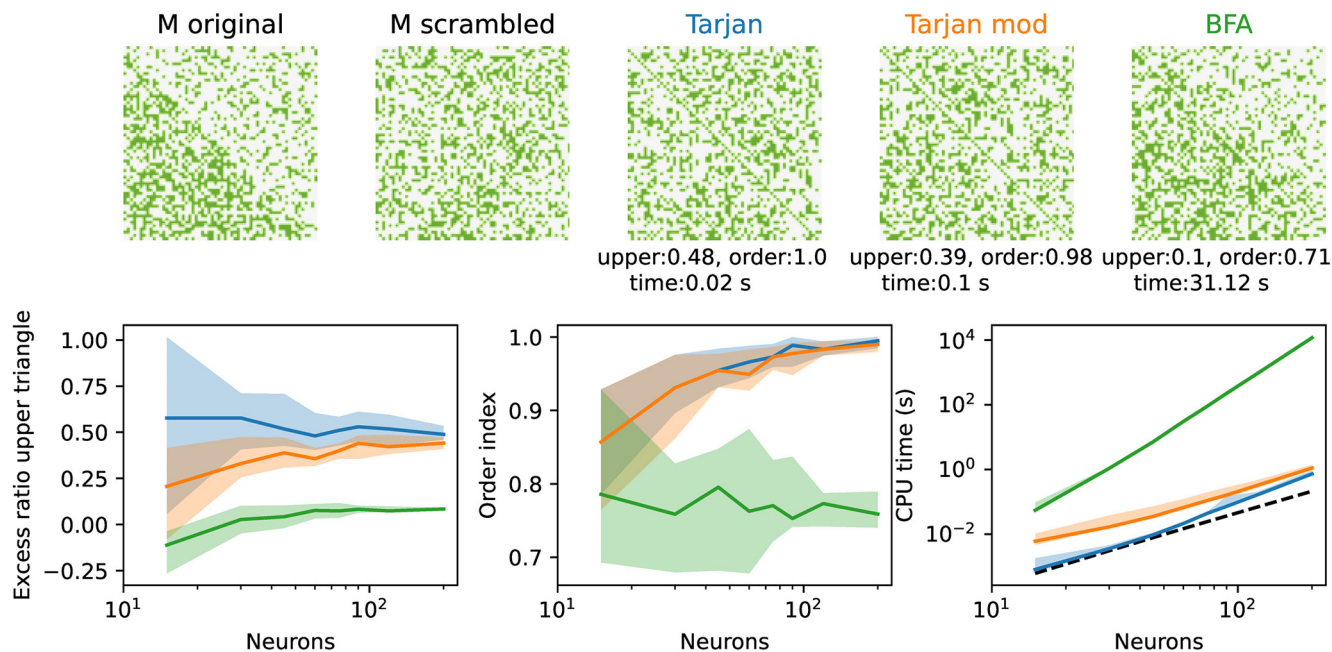 M original
M scrambled
Tarjan
Tarjan mod
BFA
upper:0.48, order:1.0
time:0.02 s
upper:0.39, order:0.98
time:0.1 s
upper:0.1, order:0.71
time:31.12 s
Excess ratio upper triangle
1.00
0.75
0.50
0.25
0.00
−0.25
10¹
10²
Neurons
Order index
1.0
0.9
0.8
0.7
10¹
10²
Neurons
CPU time (s)
10⁴
10²
10⁰
10⁻²
10¹
10²
Neurons